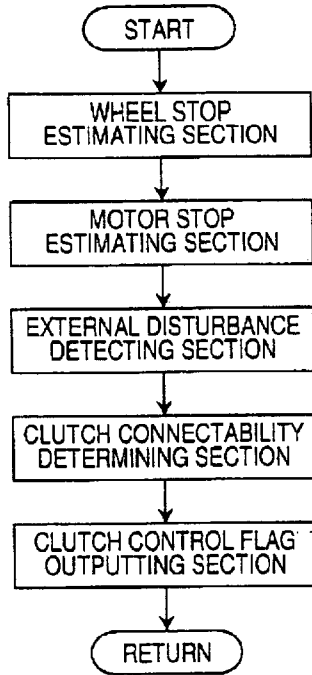 START
WHEEL STOP
ESTIMATING SECTION
MOTOR STOP
ESTIMATING SECTION
EXTERNAL DISTURBANCE
DETECTING SECTION
CLUTCH CONNECTABILITY
DETERMINING SECTION
CLUTCH CONTROL FLAG
OUTPUTTING SECTION
RETURN